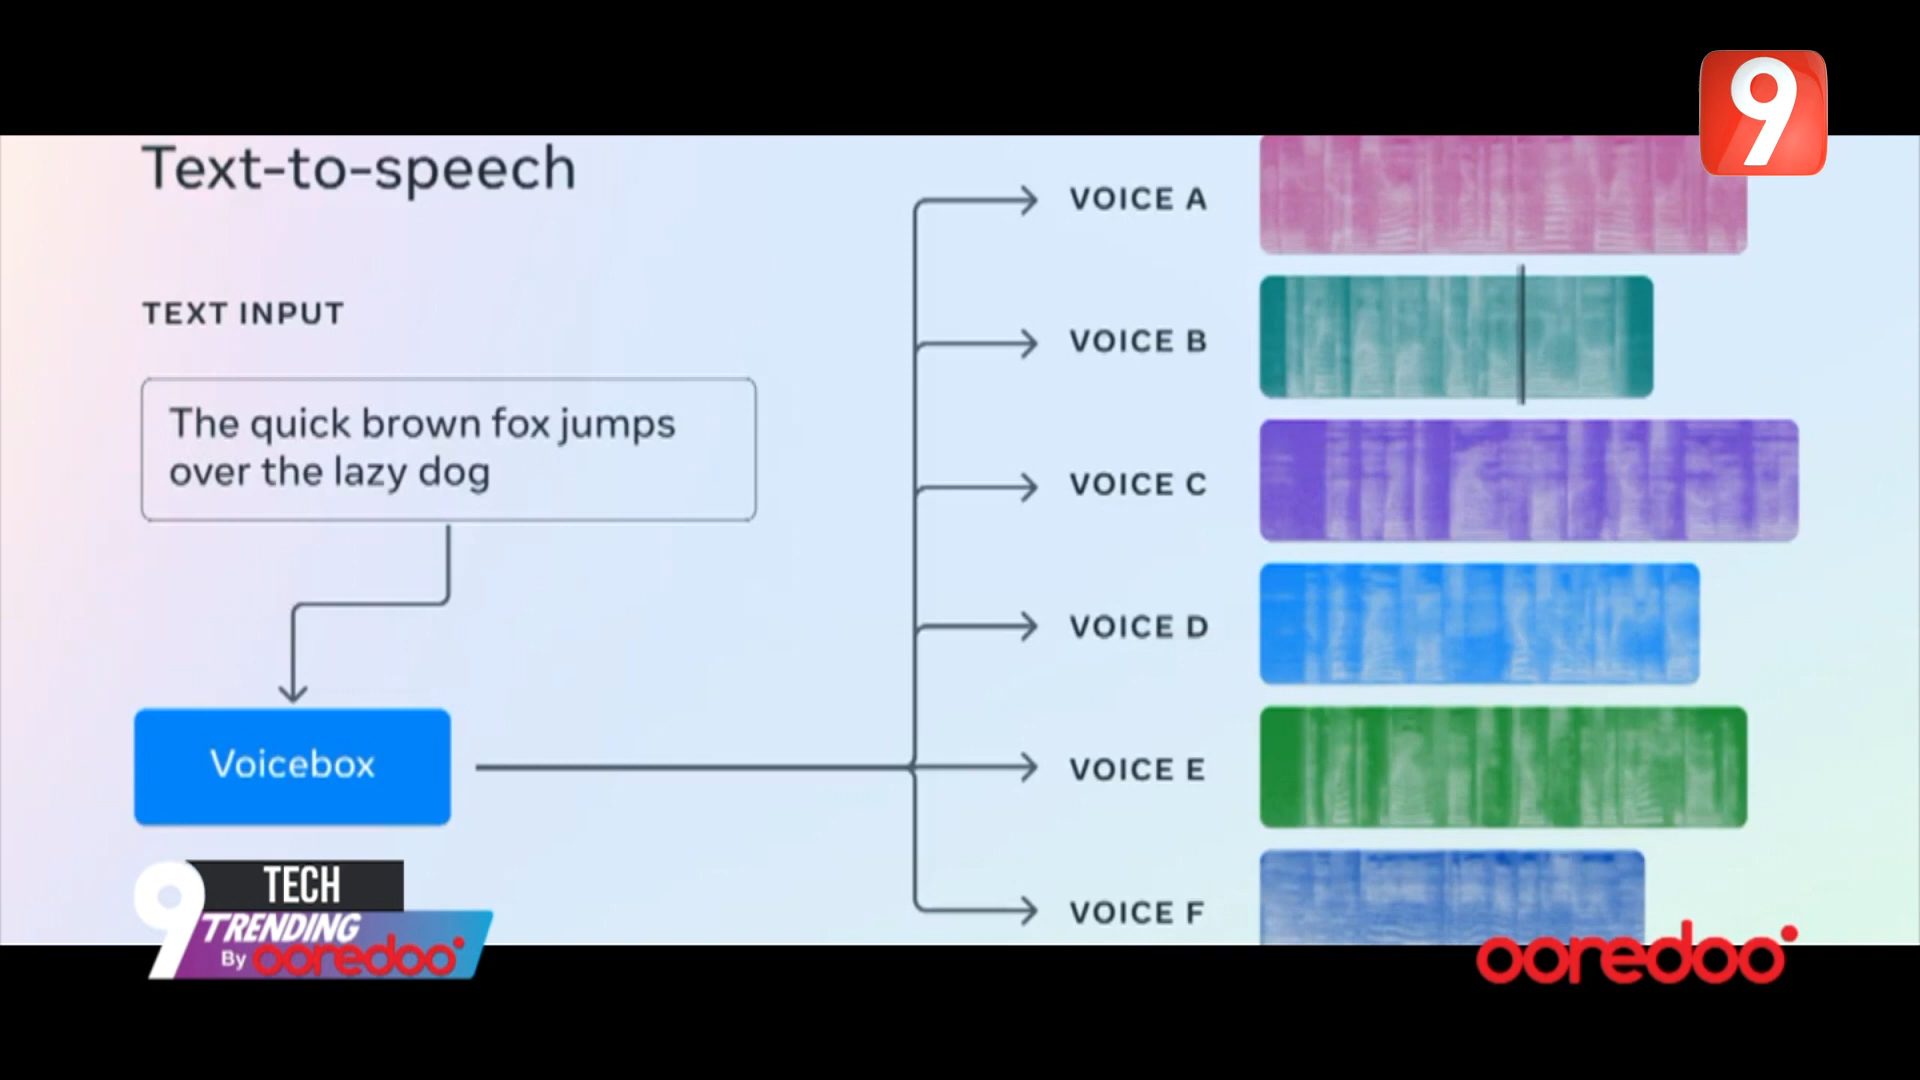 9
Text-to-speech
TEXT INPUT
The quick brown fox jumps
over the lazy dog
Voicebox
VOICE A
VOICE B
VOICE C
VOICE D
VOICE E
VOICE F
9 TECH
TRENDING
By ooredoo
ooredoo